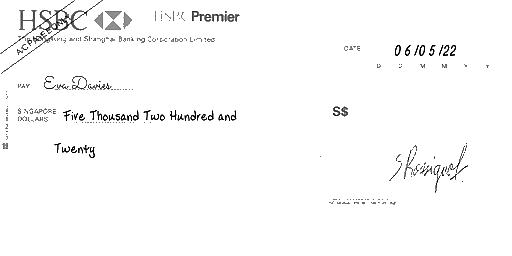 HSBC HSBC Premier
The Hongkong and Shanghai Banking Corporation Limited
AC PAYEE ONLY
DATE 06/05/22
D D M M Y Y
PAY Eva Davies
SINGAPORE DOLLARS Five Thousand Two Hundred and
Twenty
S$